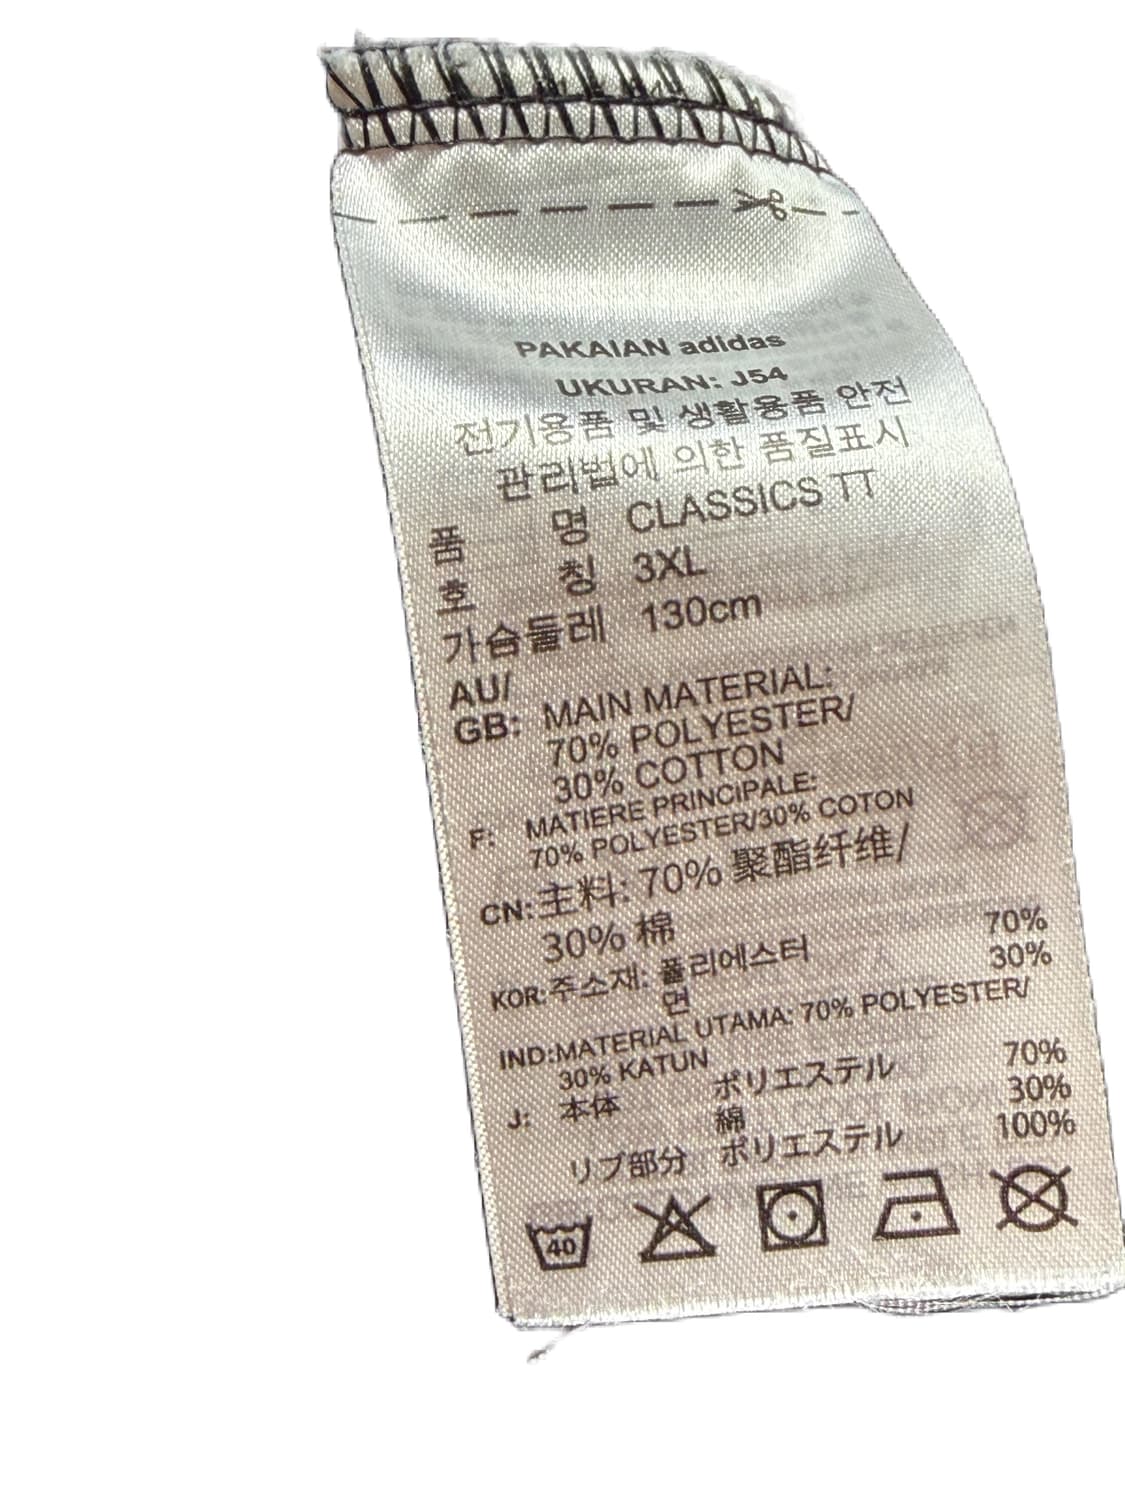 PAKAIAN adidas
UKURAN: J54
전기용품 및 생활용품 안전
관리법에 의한 품질표시
품 명 CLASSICS TT
호 칭 3XL
가슴둘레 130cm
AU/
GB: MAIN MATERIAL:
70% POLYESTER/
30% COTTON
F: MATIERE PRINCIPALE:
70% POLYESTER/30% COTON
CN: 主料: 70% 聚酯纤维/
30% 棉
KOR: 주소재: 폴리에스터 70%
면 30%
IND: MATERIAL UTAMA: 70% POLYESTER/
30% KATUN
J: 本体 ポリエステル 70%
綿 30%
リブ部分 ポリエステル 100%
40